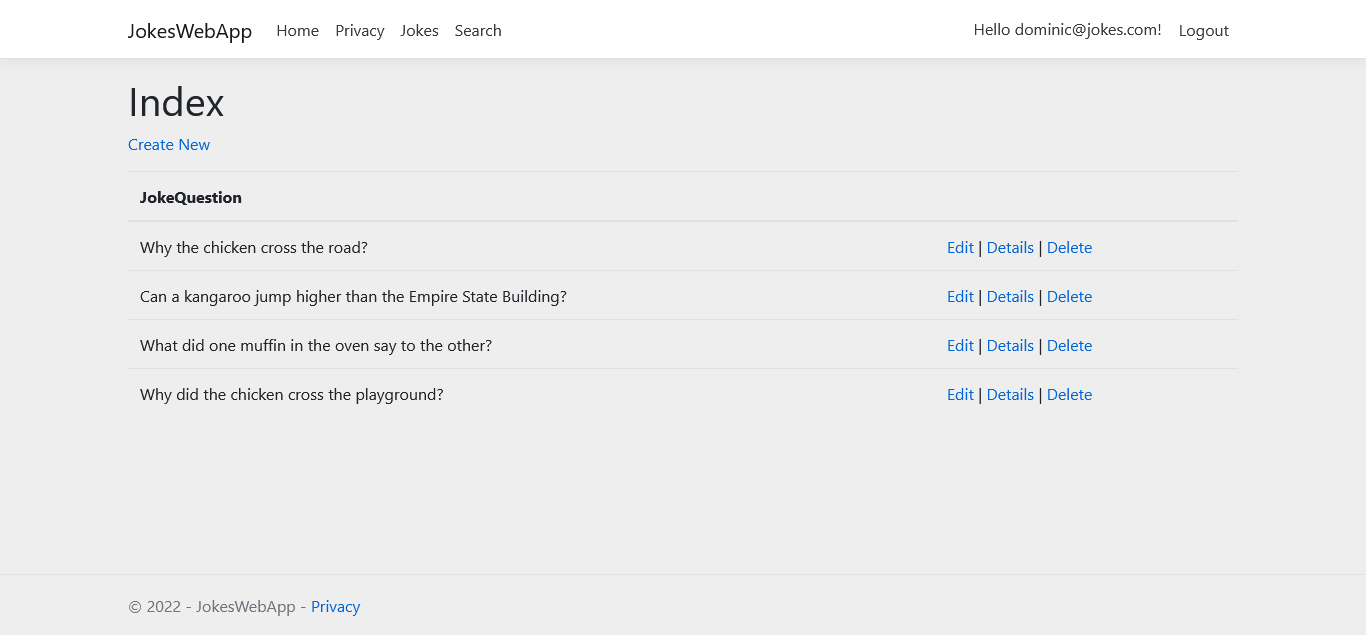 JokesWebApp Home Privacy Jokes Search Hello dominic@jokes.com! Logout
Index
Create New
JokeQuestion
Why the chicken cross the road? Edit | Details | Delete
Can a kangaroo jump higher than the Empire State Building? Edit | Details | Delete
What did one muffin in the oven say to the other? Edit | Details | Delete
Why did the chicken cross the playground? Edit | Details | Delete
© 2022 - JokesWebApp - Privacy